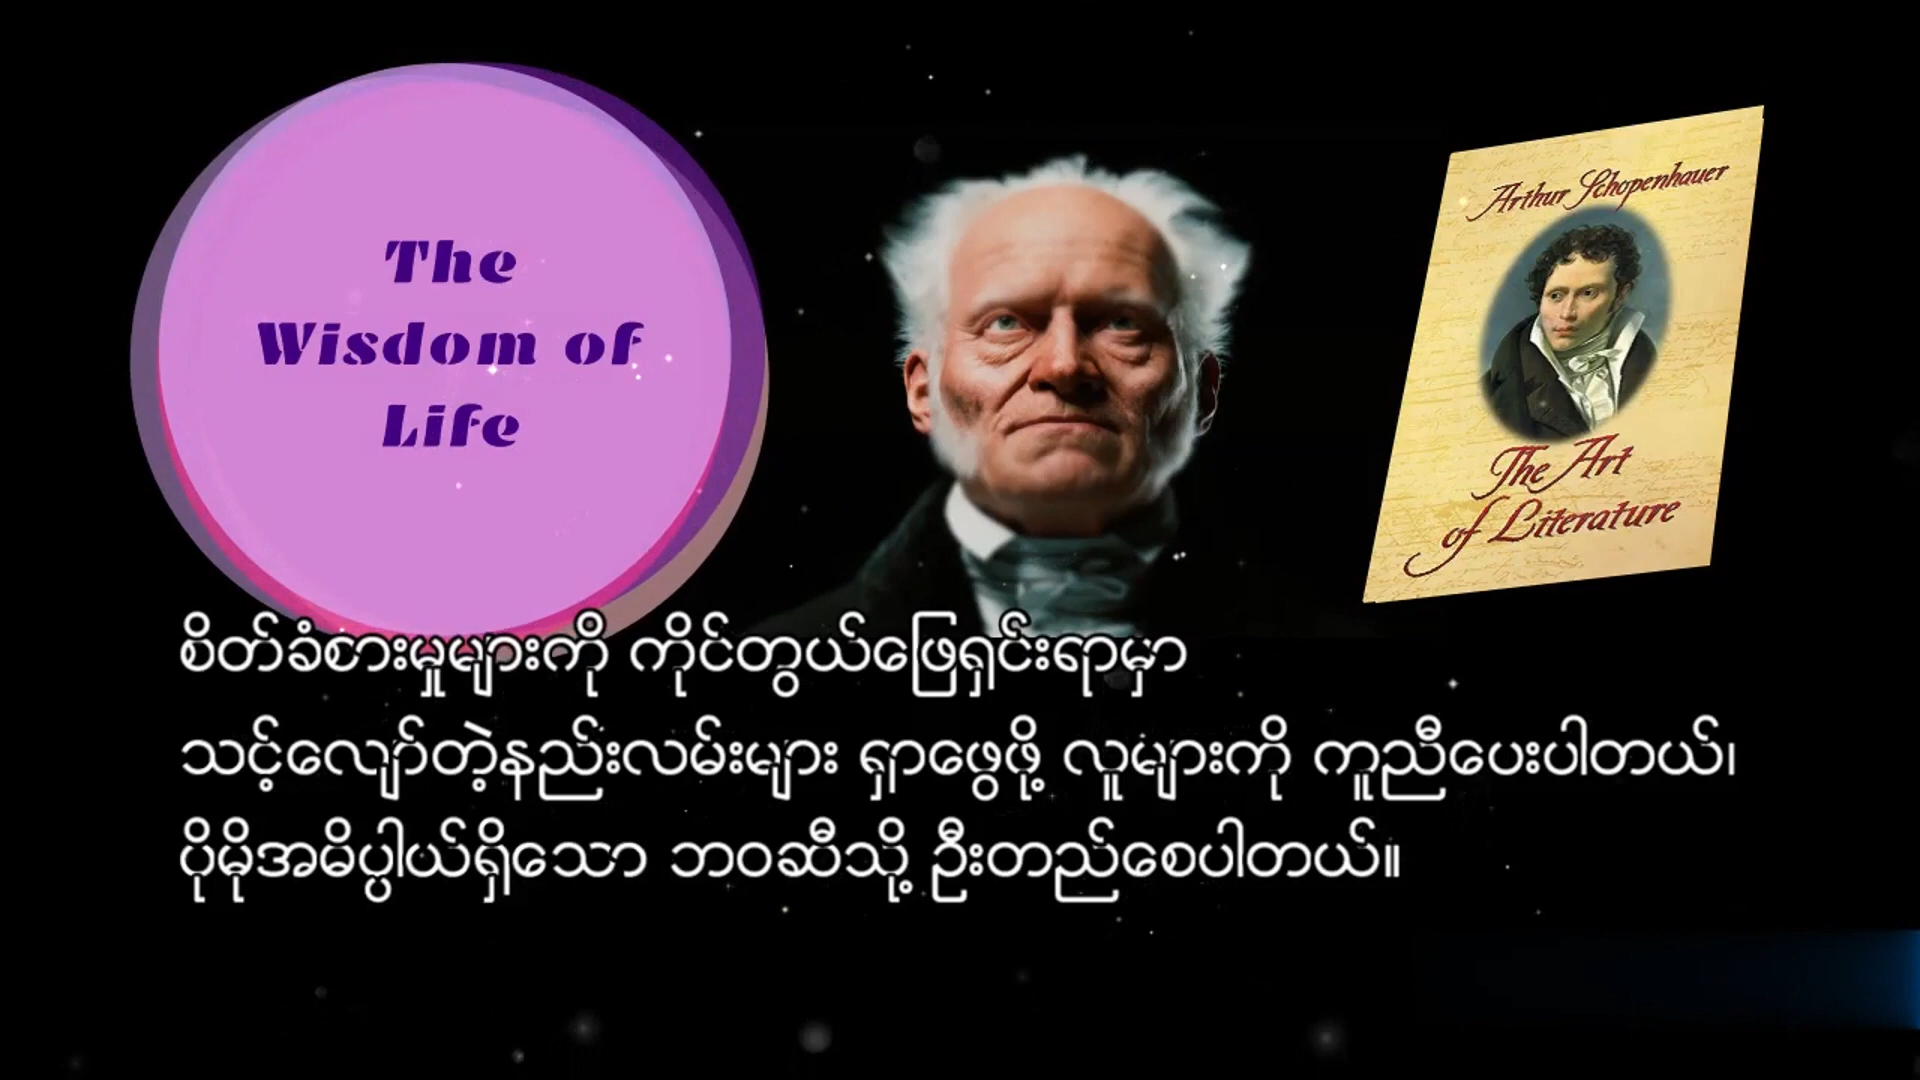 The
Wisdom of
Life
Arthur Schopenhauer
The Art
of Literature
စိတ်ခံစားမှုများကို ကိုင်တွယ်ဖြေရှင်းရာမှာ
သင့်လျော်တဲ့နည်းလမ်းများ ရှာဖွေဖို့ လူများကို ကူညီပေးပါတယ်၊
ပိုမိုအဓိပ္ပါယ်ရှိသော ဘဝဆီသို့ ဦးတည်စေပါတယ်။